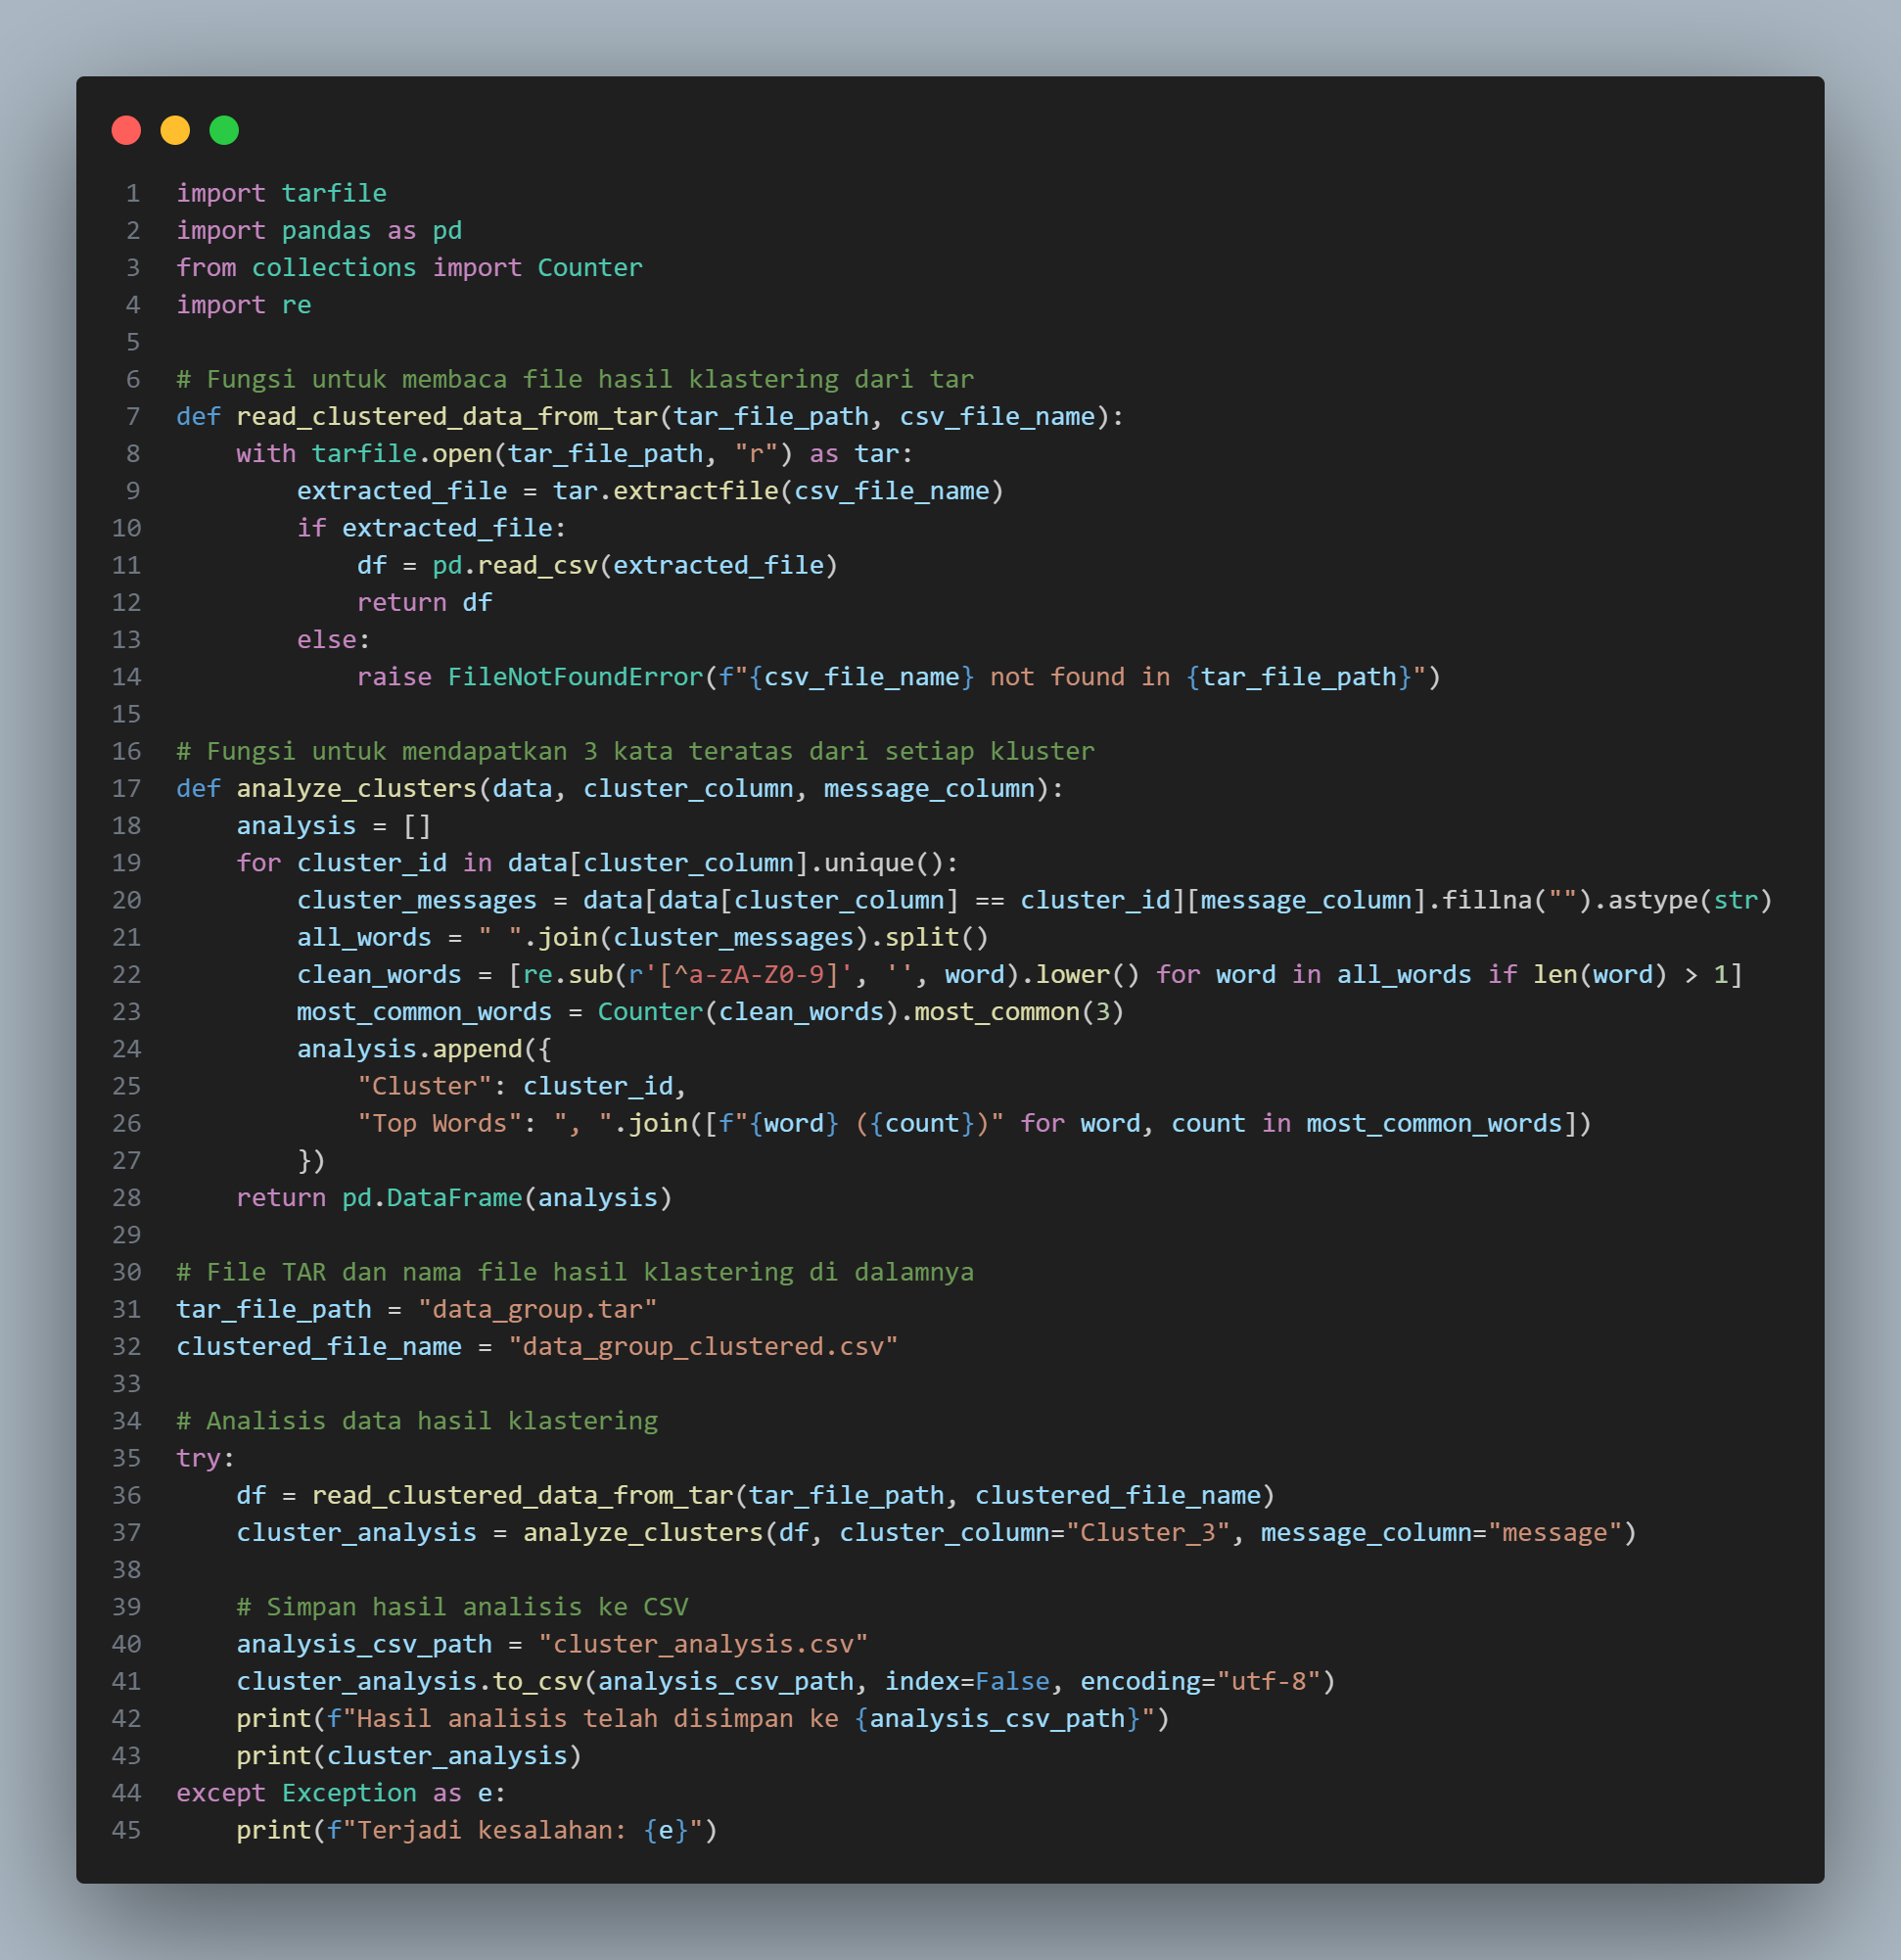 1 import tarfile
2 import pandas as pd
3 from collections import Counter
4 import re
5
6 # Fungsi untuk membaca file hasil klastering dari tar
7 def read_clustered_data_from_tar(tar_file_path, csv_file_name):
8     with tarfile.open(tar_file_path, "r") as tar:
9         extracted_file = tar.extractfile(csv_file_name)
10         if extracted_file:
11             df = pd.read_csv(extracted_file)
12             return df
13         else:
14             raise FileNotFoundError(f"{csv_file_name} not found in {tar_file_path}")
15
16 # Fungsi untuk mendapatkan 3 kata teratas dari setiap kluster
17 def analyze_clusters(data, cluster_column, message_column):
18     analysis = []
19     for cluster_id in data[cluster_column].unique():
20         cluster_messages = data[data[cluster_column] == cluster_id][message_column].fillna("").astype(str)
21         all_words = " ".join(cluster_messages).split()
22         clean_words = [re.sub(r'[^a-zA-Z0-9]', '', word).lower() for word in all_words if len(word) > 1]
23         most_common_words = Counter(clean_words).most_common(3)
24         analysis.append({
25             "Cluster": cluster_id,
26             "Top Words": ", ".join([f"{word} ({count})" for word, count in most_common_words])
27         })
28     return pd.DataFrame(analysis)
29
30 # File TAR dan nama file hasil klastering di dalamnya
31 tar_file_path = "data_group.tar"
32 clustered_file_name = "data_group_clustered.csv"
33
34 # Analisis data hasil klastering
35 try:
36     df = read_clustered_data_from_tar(tar_file_path, clustered_file_name)
37     cluster_analysis = analyze_clusters(df, cluster_column="Cluster_3", message_column="message")
38
39     # Simpan hasil analisis ke CSV
40     analysis_csv_path = "cluster_analysis.csv"
41     cluster_analysis.to_csv(analysis_csv_path, index=False, encoding="utf-8")
42     print(f"Hasil analisis telah disimpan ke {analysis_csv_path}")
43     print(cluster_analysis)
44 except Exception as e:
45     print(f"Terjadi kesalahan: {e}")